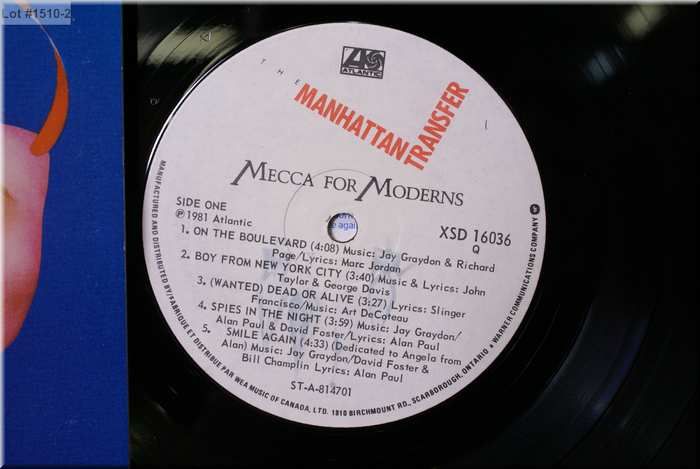 Lot #1510-2
ATLANTIC
THE
MANHATTAN
TRANSFER
MECCA FOR MODERNS
SIDE ONE
℗1981 Atlantic
XSD 16036
Q
1. ON THE BOULEVARD (4:08) Music: Jay Graydon & Richard
Page/Lyrics: Marc Jordan
2. BOY FROM NEW YORK CITY (3:40) Music & Lyrics: John
Taylor & George Davis
3. (WANTED) DEAD OR ALIVE (3:27) Lyrics: Slinger
Francisco/Music: Art DeCoteau
4. SPIES IN THE NIGHT (3:59) Music: Jay Graydon/
Alan Paul & David Foster/Lyrics: Alan Paul
5. SMILE AGAIN (4:33) (Dedicated to Angela from
Alan) Music: Jay Graydon/David Foster &
Bill Champlin Lyrics: Alan Paul
ST-A-814701
MANUFACTURED AND DISTRIBUTED BY/FABRIQUE ET DISTRIBUE PAR WEA MUSIC OF CANADA, LTD. 1810 BIRCHMOUNT RD., SCARBOROUGH, ONTARIO A WARNER COMMUNICATIONS COMPANY